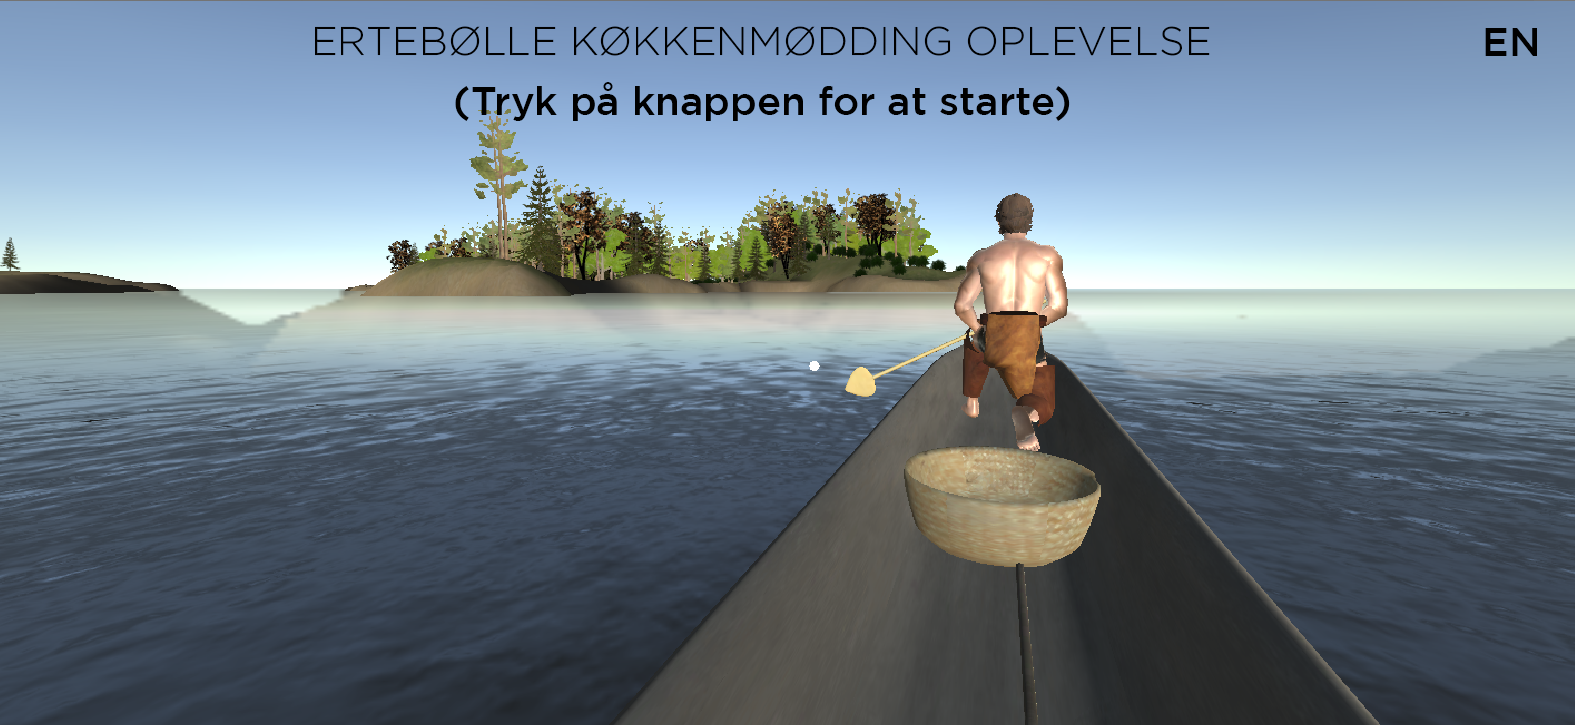 ERTEBØLLE KØKKENMØDDING OPLEVELSE
EN
(Tryk på knappen for at starte)